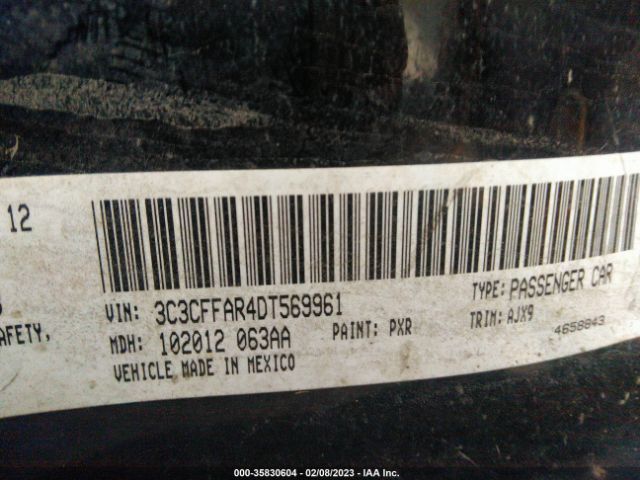 12
AFETY,
VIN: 3C3CFFAR4DT569961
TYPE: PASSENGER CAR
MDH: 102012 063AA
PAINT: PXR
TRIM: AJX9
4658843
VEHICLE MADE IN MEXICO
000-35830604 - 02/08/2023 - IAA Inc.